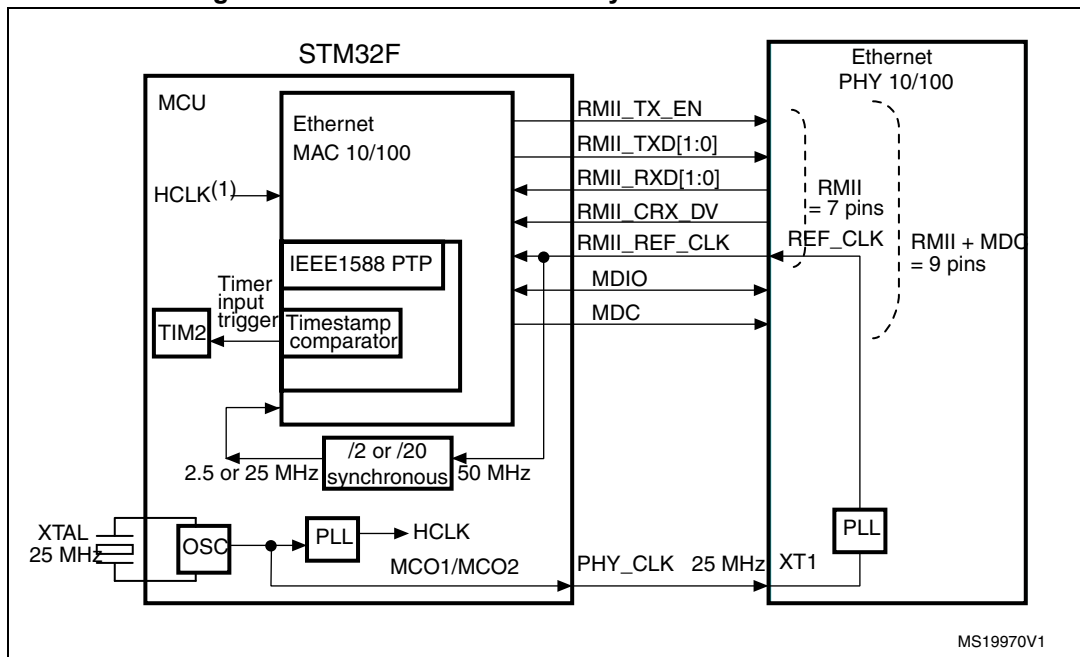 STM32F
MCU
Ethernet
MAC 10/100
HCLK(1)
IEEE1588 PTP
Timer
input
trigger
TIM2
Timestamp
comparator
/2 or /20
synchronous
2.5 or 25 MHz
50 MHz
XTAL
25 MHz
OSC
PLL
HCLK
MCO1/MCO2
RMII_TX_EN
RMII_TXD[1:0]
RMII_RXD[1:0]
RMII_CRX_DV
RMII_REF_CLK
MDIO
MDC
PHY_CLK 25 MHz
Ethernet
PHY 10/100
RMII
= 7 pins
REF_CLK
RMII + MDC
= 9 pins
PLL
XT1
MS19970V1